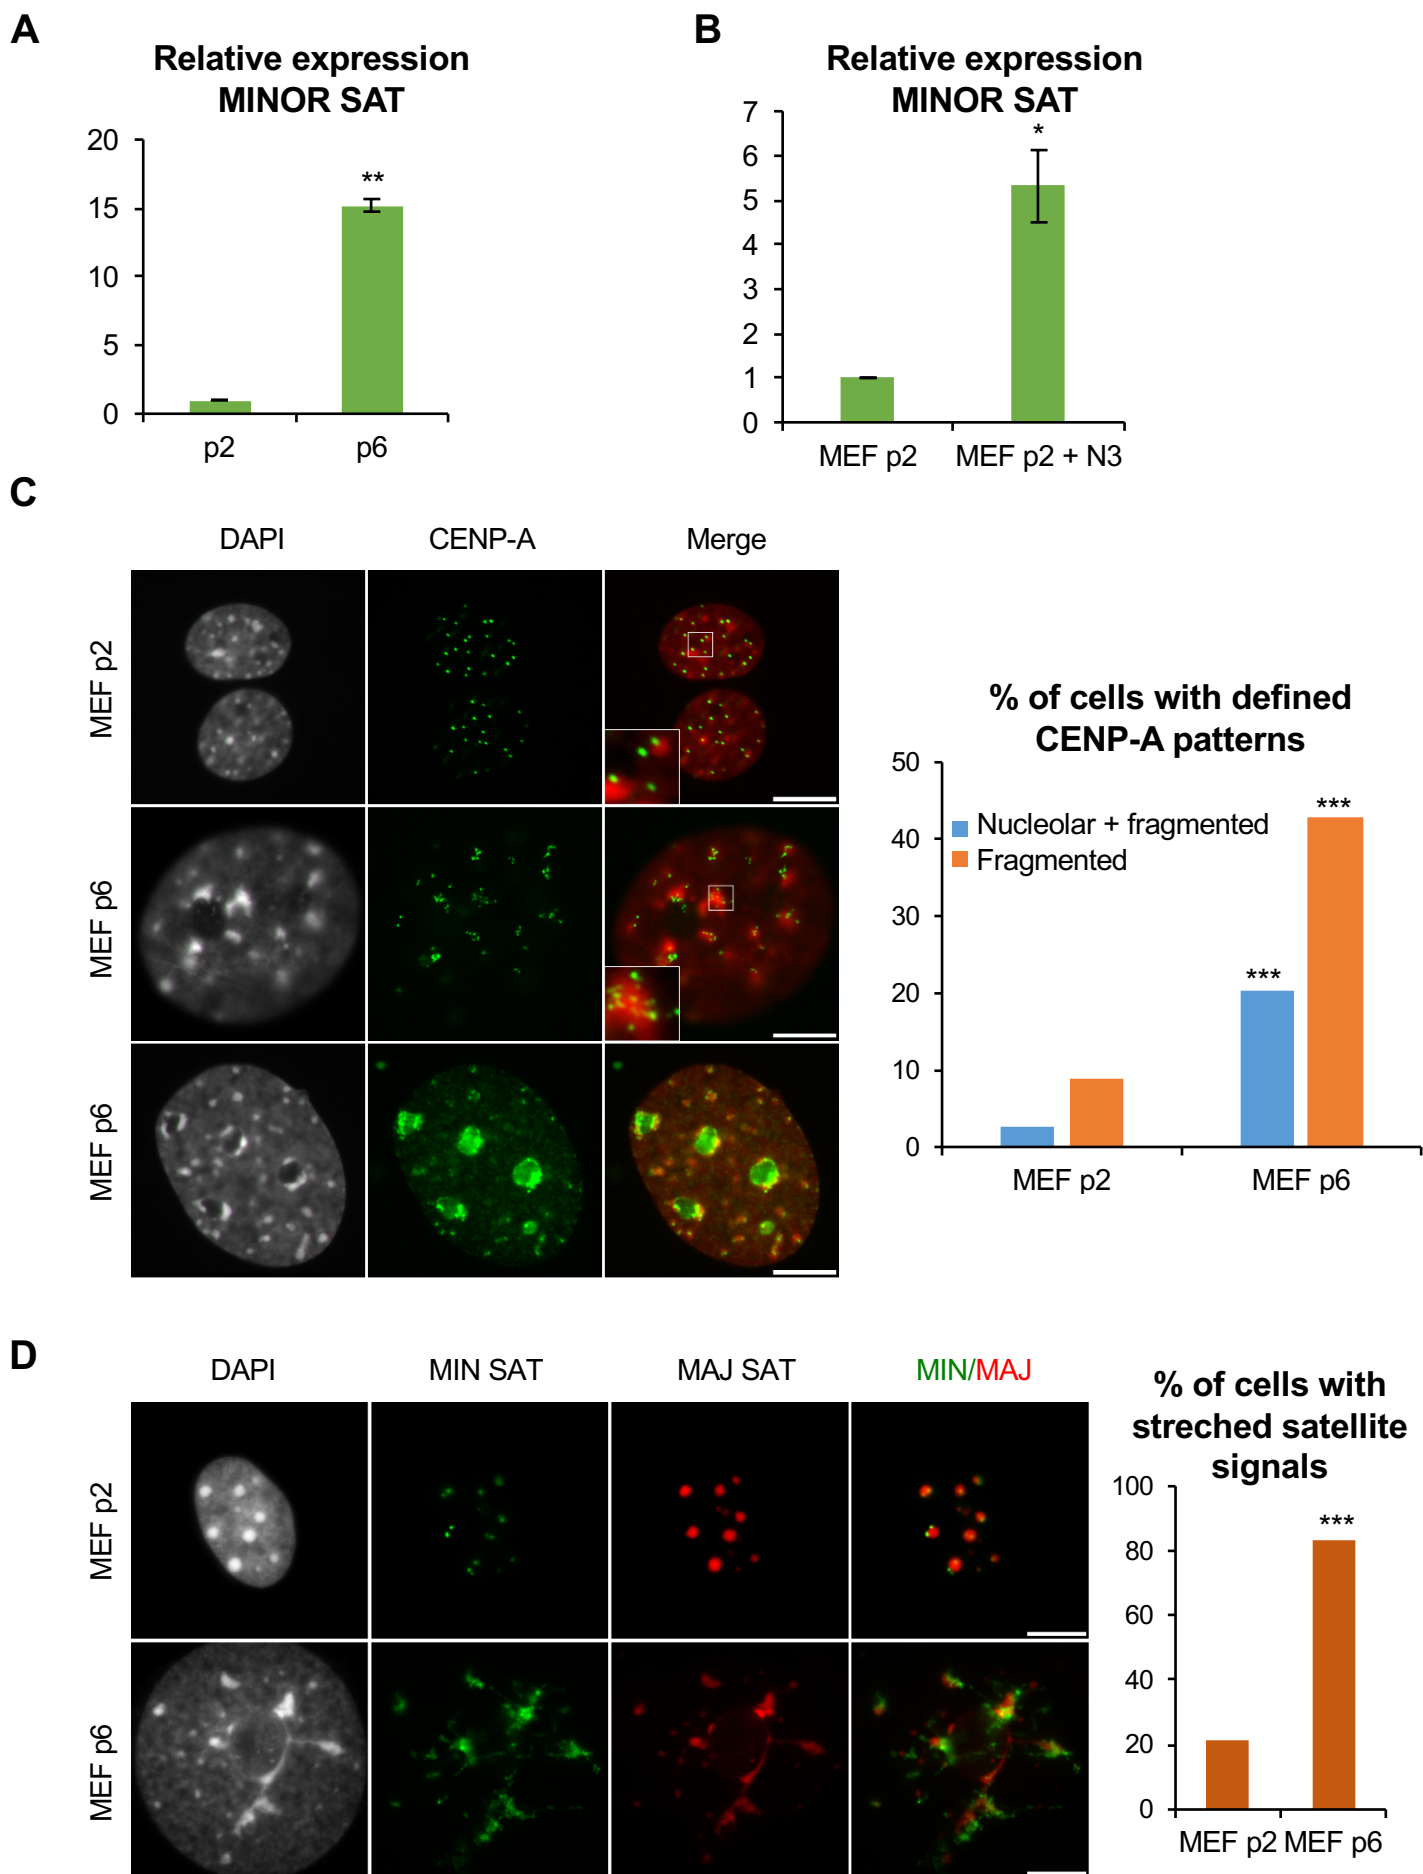 A
Relative expression
MINOR SAT
20
**
15
10
5
0
p2
p6
B
Relative expression
MINOR SAT
7
*
6
5
4
3
2
1
0
MEF p2
MEF p2 + N3
C
DAPI
CENP-A
Merge
MEF p2
MEF p6
MEF p6
% of cells with defined
CENP-A patterns
50
***
Nucleolar + fragmented
40
Fragmented
30
***
20
10
0
MEF p2
MEF p6
D
DAPI
MIN SAT
MAJ SAT
MIN/MAJ
MEF p2
MEF p6
% of cells with
streched satellite
signals
100
***
80
60
40
20
0
MEF p2 MEF p6